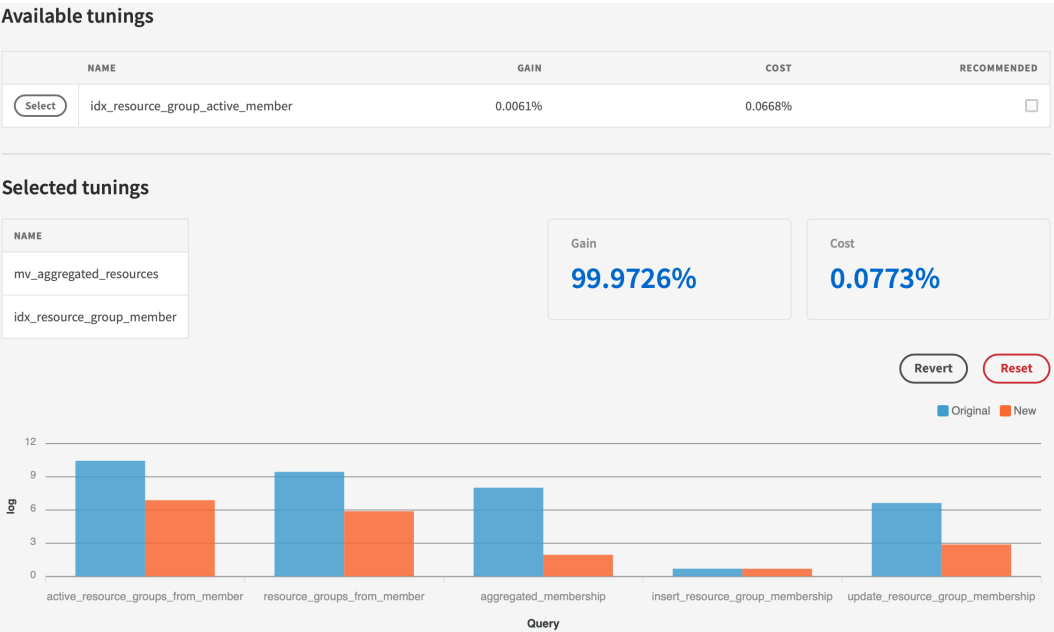 Available tunings
NAME GAIN COST RECOMMENDED
Select idx_resource_group_active_member 0.0061% 0.0668%
Selected tunings
NAME
mv_aggregated_resources
idx_resource_group_member
Gain
99.9726%
Cost
0.0773%
Revert Reset
Original New
12
9
6
3
0
log
active_resource_groups_from_member resource_groups_from_member aggregated_membership insert_resource_group_membership update_resource_group_membership
Query